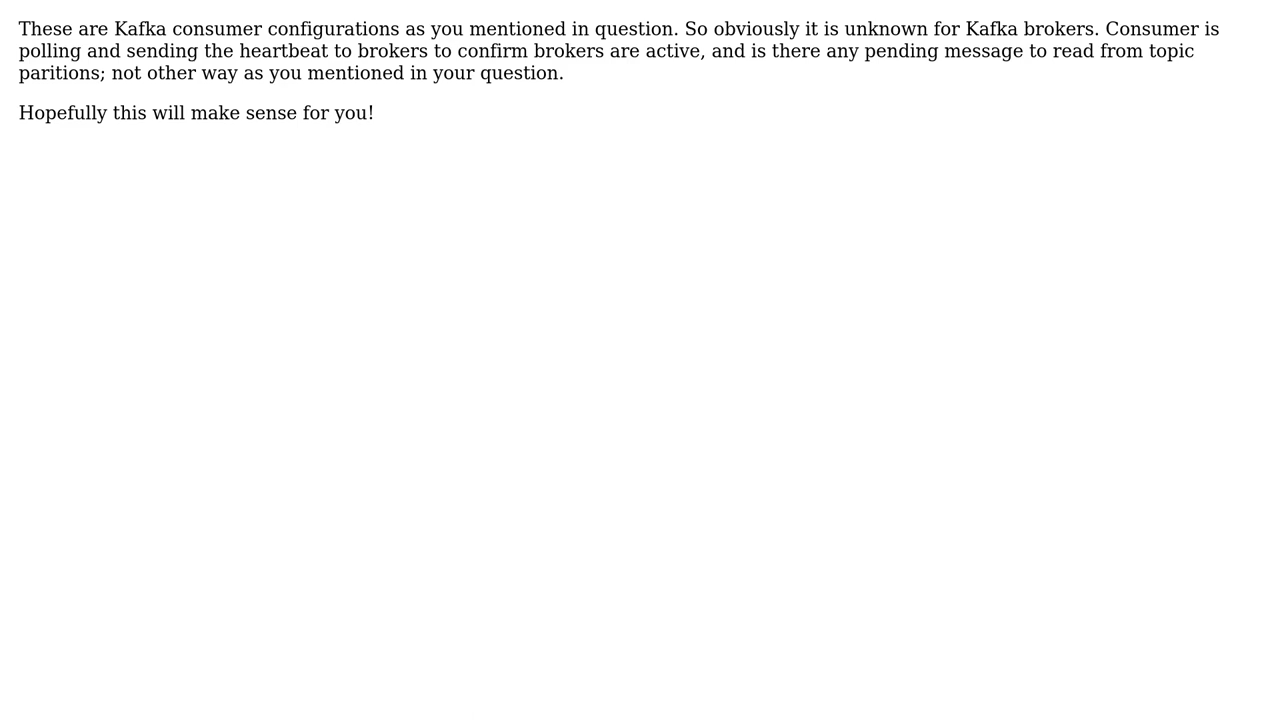 These are Kafka consumer configurations as you mentioned in question. So obviously it is unknown for Kafka brokers. Consumer is
polling and sending the heartbeat to brokers to confirm brokers are active, and is there any pending message to read from topic
paritions; not other way as you mentioned in your question.
Hopefully this will make sense for you!